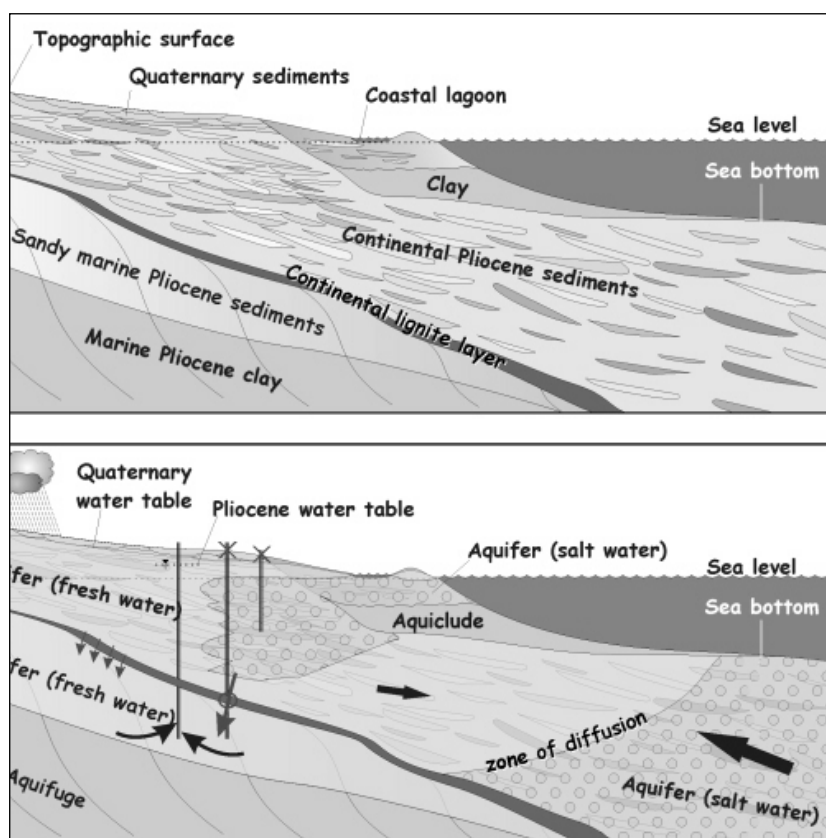 Topographic surface
Quaternary sediments
Coastal lagoon
Sea level
Sea bottom
Clay
Continental Pliocene sediments
Sandy marine Pliocene sediments
Continental lignite layer
Marine Pliocene clay
Quaternary
water table
Pliocene water table
Aquifer (salt water)
Sea level
ifer (fresh water)
Sea bottom
Aquiclude
ifer (fresh water)
zone of diffusion
Aquifer (salt water)
Aquifuge